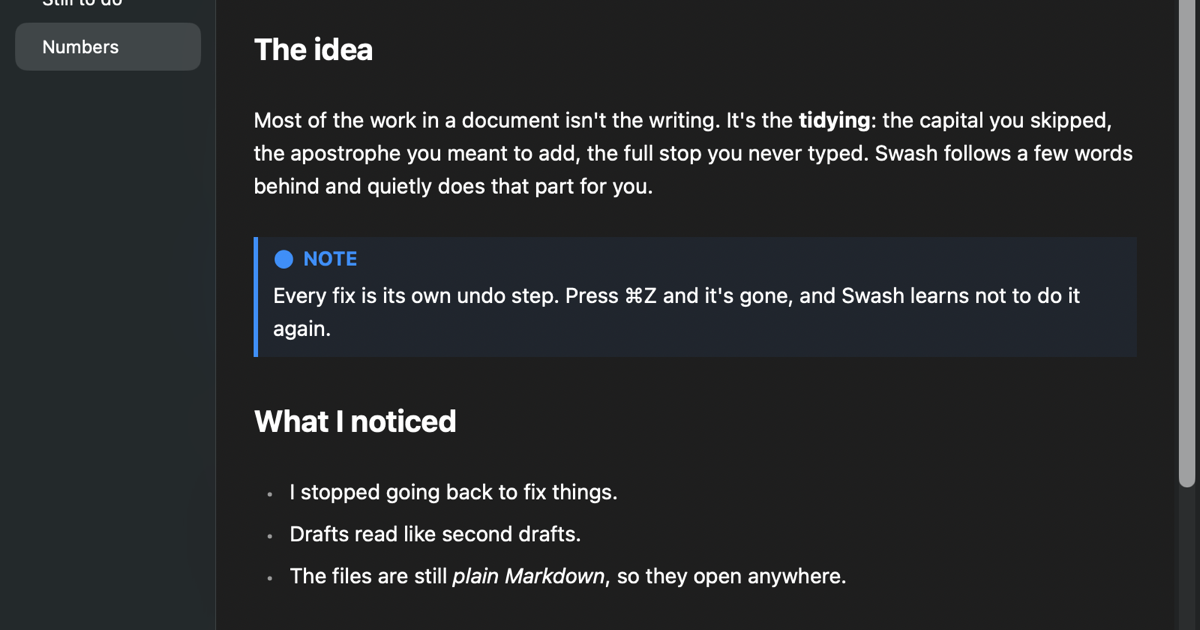 Still to do
Numbers
The idea
Most of the work in a document isn't the writing. It's the tidying: the capital you skipped,
the apostrophe you meant to add, the full stop you never typed. Swash follows a few words
behind and quietly does that part for you.
NOTE
Every fix is its own undo step. Press ⌘Z and it's gone, and Swash learns not to do it
again.
What I noticed
• I stopped going back to fix things.
• Drafts read like second drafts.
• The files are still plain Markdown, so they open anywhere.